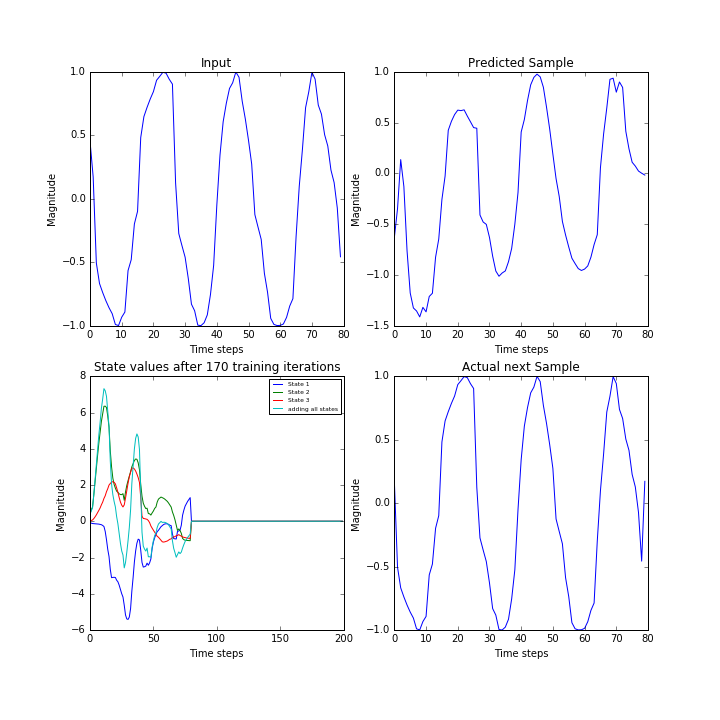 Input
Magnitude
1.0
0.5
0.0
−0.5
−1.0
0 10 20 30 40 50 60 70 80
Time steps
Predicted Sample
Magnitude
1.0
0.5
0.0
−0.5
−1.0
−1.5
0 10 20 30 40 50 60 70 80
Time steps
State values after 170 training iterations
Magnitude
8
6
4
2
0
−2
−4
−6
0 50 100 150 200
Time steps
State 1
State 2
State 3
adding all states
Actual next Sample
Magnitude
1.0
0.5
0.0
−0.5
−1.0
0 10 20 30 40 50 60 70 80
Time steps